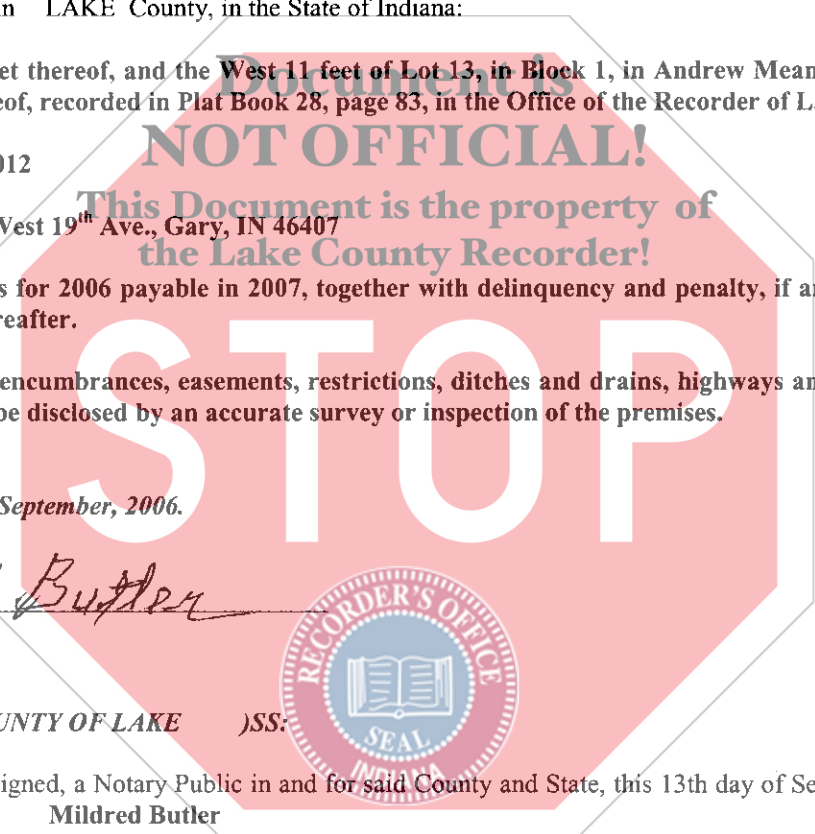 in LAKE County, in the State of Indiana:
et thereof, and the West 11 feet of Lot 13, in Block 1, in Andrew Mean
eof, recorded in Plat Book 28, page 83, in the Office of the Recorder of L
Document is
NOT OFFICIAL!
This Document is the property of
the Lake County Recorder!
012
West 19th Ave., Gary, IN 46407
s for 2006 payable in 2007, together with delinquency and penalty, if an
reafter.
encumbrances, easements, restrictions, ditches and drains, highways an
be disclosed by an accurate survey or inspection of the premises.
STOP
September, 2006.
Butler
RECORDER'S OFFICE
SEAL
INDIANA
UNTY OF LAKE )SS:
signed, a Notary Public in and for said County and State, this 13th day of Se
Mildred Butler